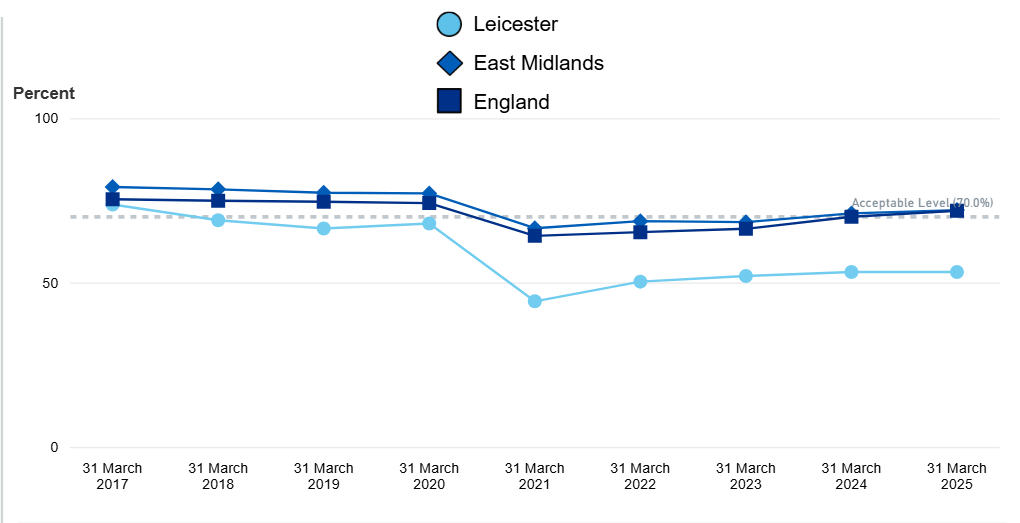 Leicester
East Midlands
England
Percent
100
Acceptable Level (70.0%)
50
0
31 March 31 March 31 March 31 March 31 March 31 March 31 March 31 March 31 March
2017 2018 2019 2020 2021 2022 2023 2024 2025